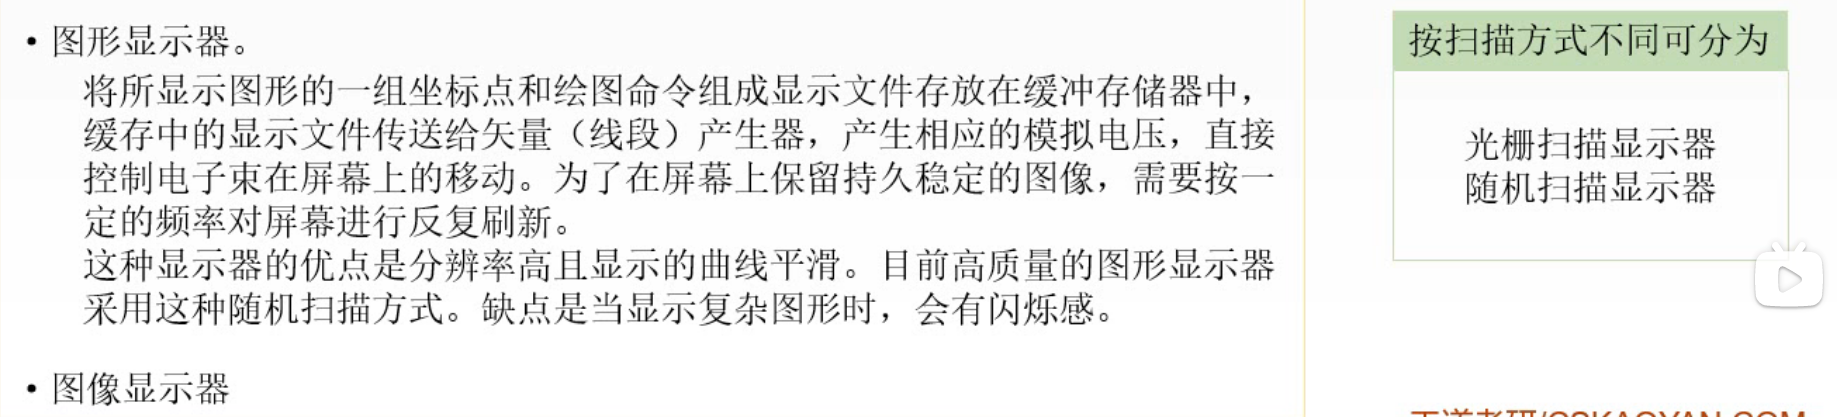 • 图形显示器。
将所显示图形的一组坐标点和绘图命令组成显示文件存放在缓冲存储器中，
缓存中的显示文件传送给矢量（线段）产生器，产生相应的模拟电压，直接
控制电子束在屏幕上的移动。为了在屏幕上保留持久稳定的图像，需要按一
定的频率对屏幕进行反复刷新。
这种显示器的优点是分辨率高且显示的曲线平滑。目前高质量的图形显示器
采用这种随机扫描方式。缺点是当显示复杂图形时，会有闪烁感。
• 图像显示器
按扫描方式不同可分为
光栅扫描显示器
随机扫描显示器